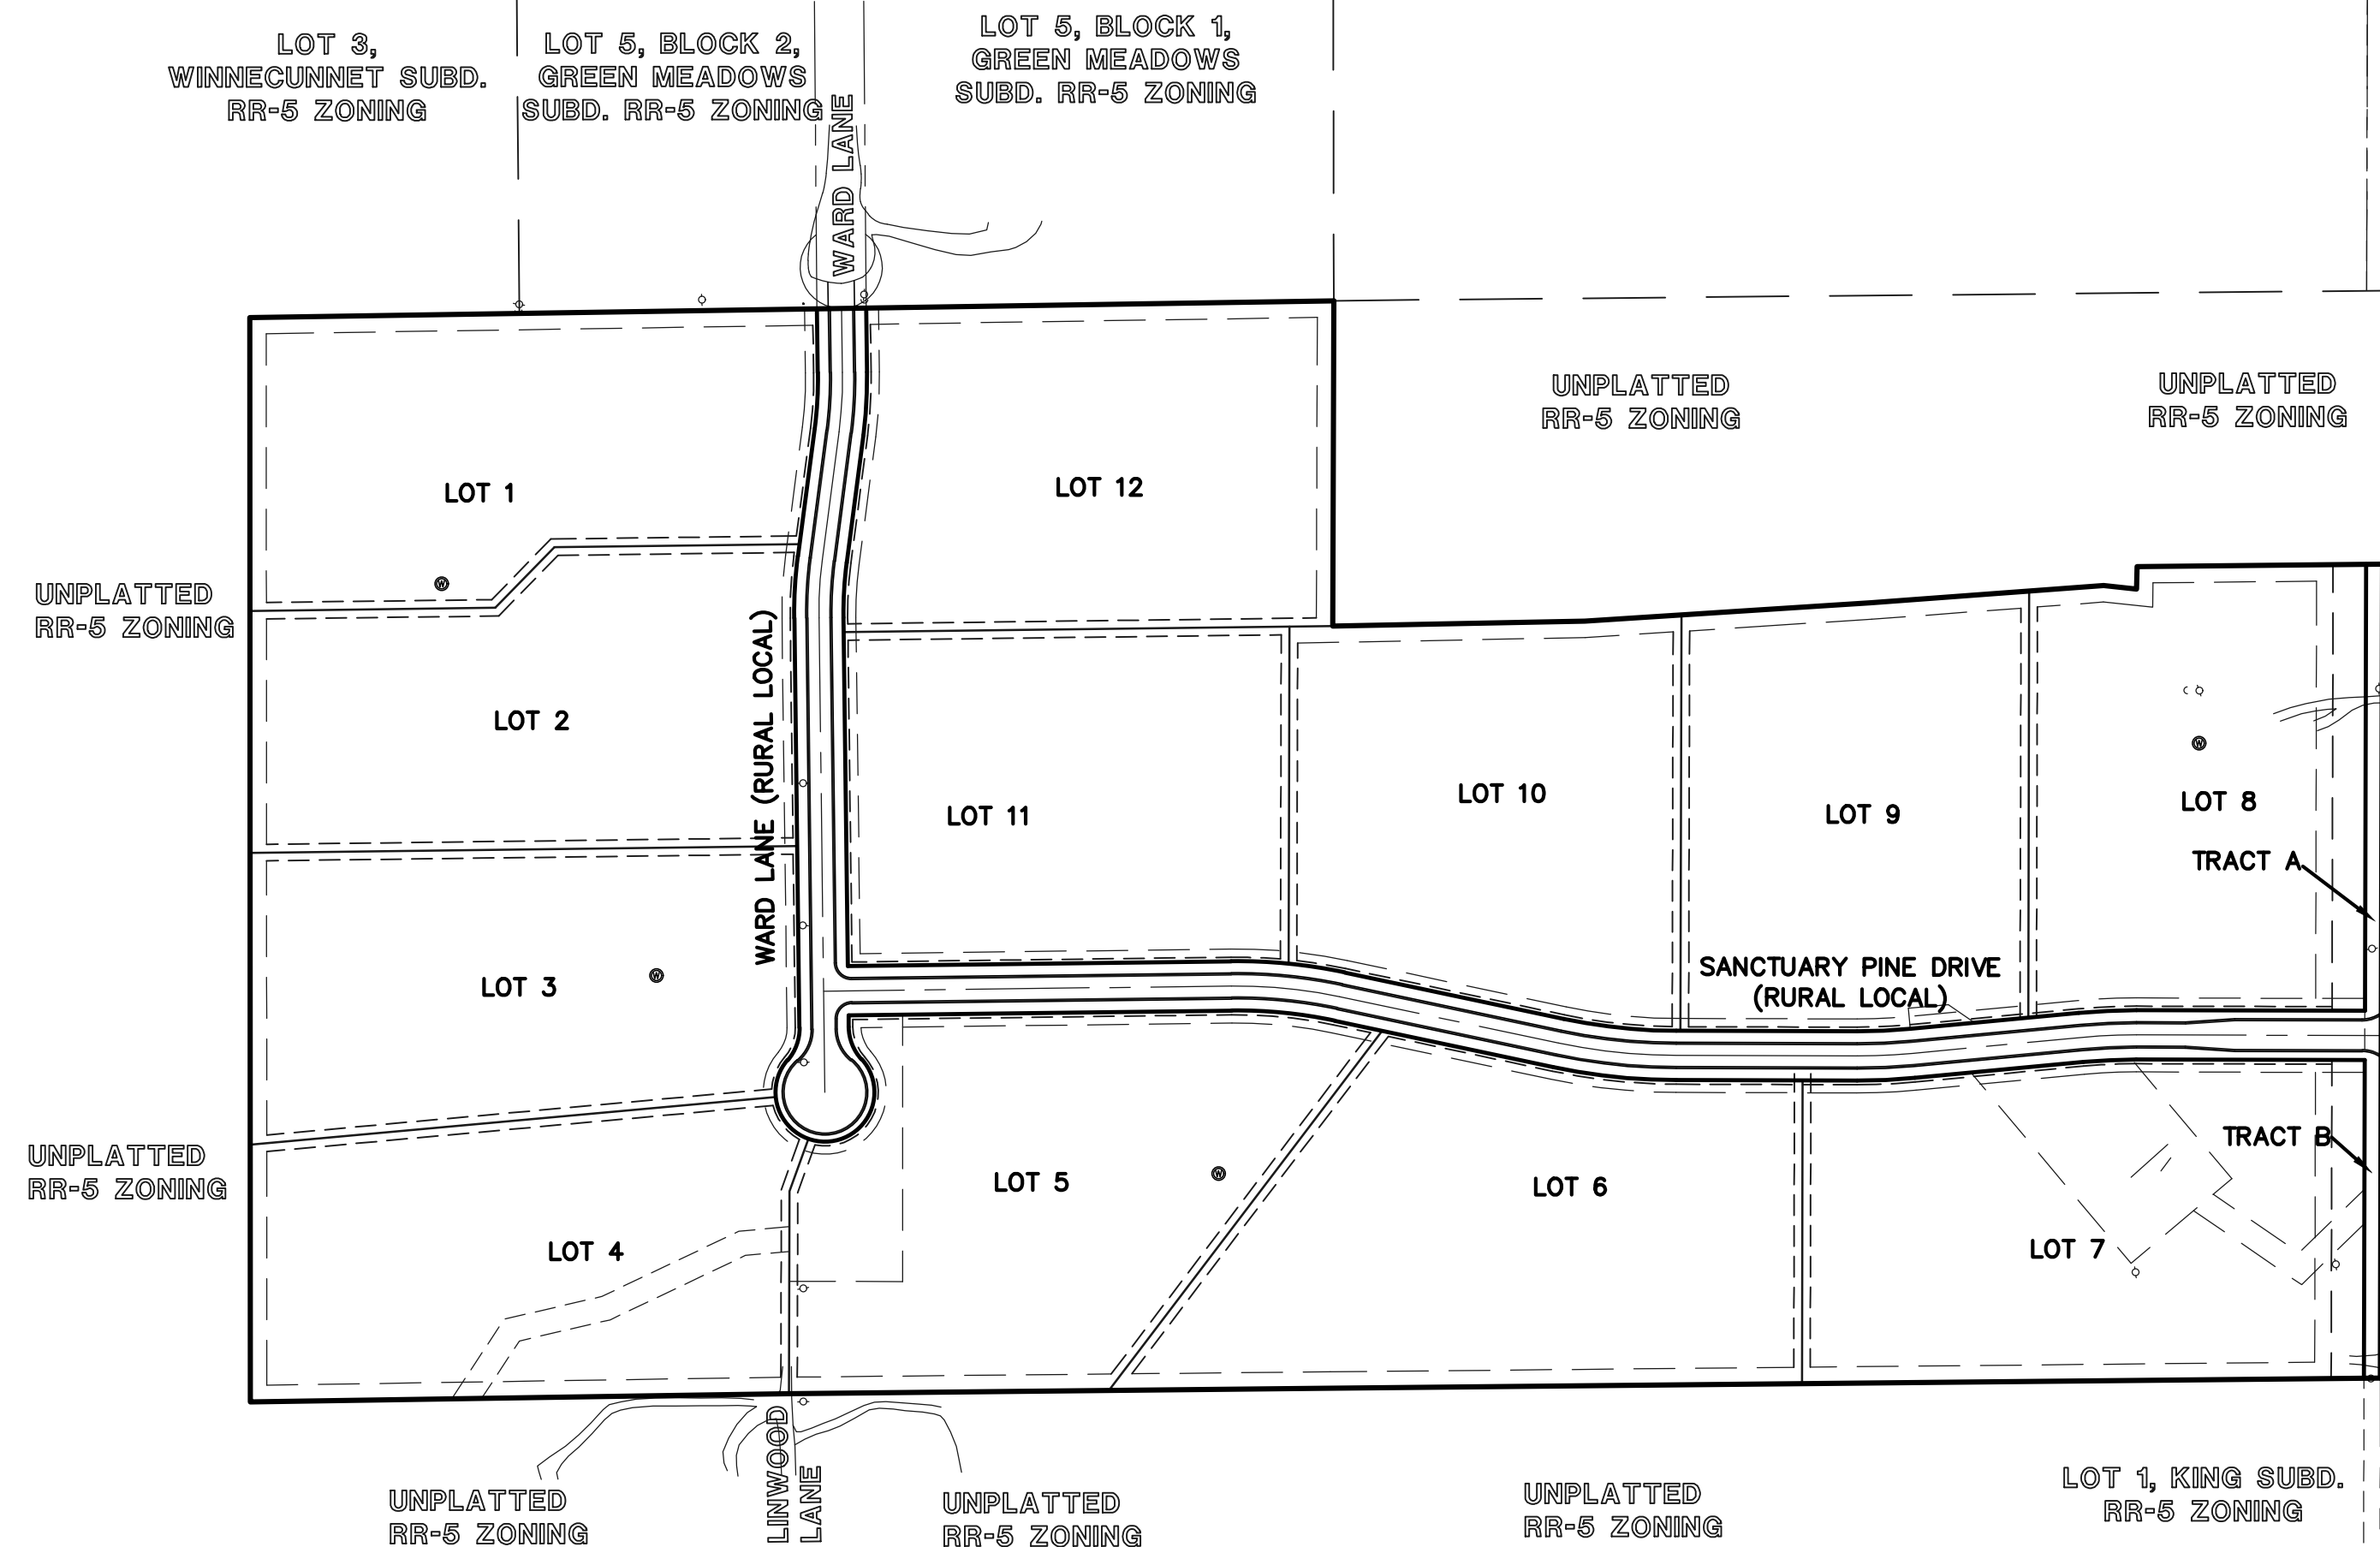 LOT 3,
WINNECUNNET SUBD.
RR-5 ZONING
LOT 5, BLOCK 2,
GREEN MEADOWS
SUBD. RR-5 ZONING
LOT 5, BLOCK 1,
GREEN MEADOWS
SUBD. RR-5 ZONING
WARD LANE
UNPLATTED
RR-5 ZONING
UNPLATTED
RR-5 ZONING
LOT 1
LOT 12
W
UNPLATTED
RR-5 ZONING
LOT 2
WARD LANE (RURAL LOCAL)
LOT 11
LOT 10
LOT 9
W
LOT 8
TRACT A
LOT 3
W
SANCTUARY PINE DRIVE
(RURAL LOCAL)
UNPLATTED
RR-5 ZONING
LOT 4
LOT 5
W
LOT 6
LOT 7
TRACT B
UNPLATTED
RR-5 ZONING
LINWOOD
LANE
UNPLATTED
RR-5 ZONING
UNPLATTED
RR-5 ZONING
LOT 1, KING SUBD.
RR-5 ZONING